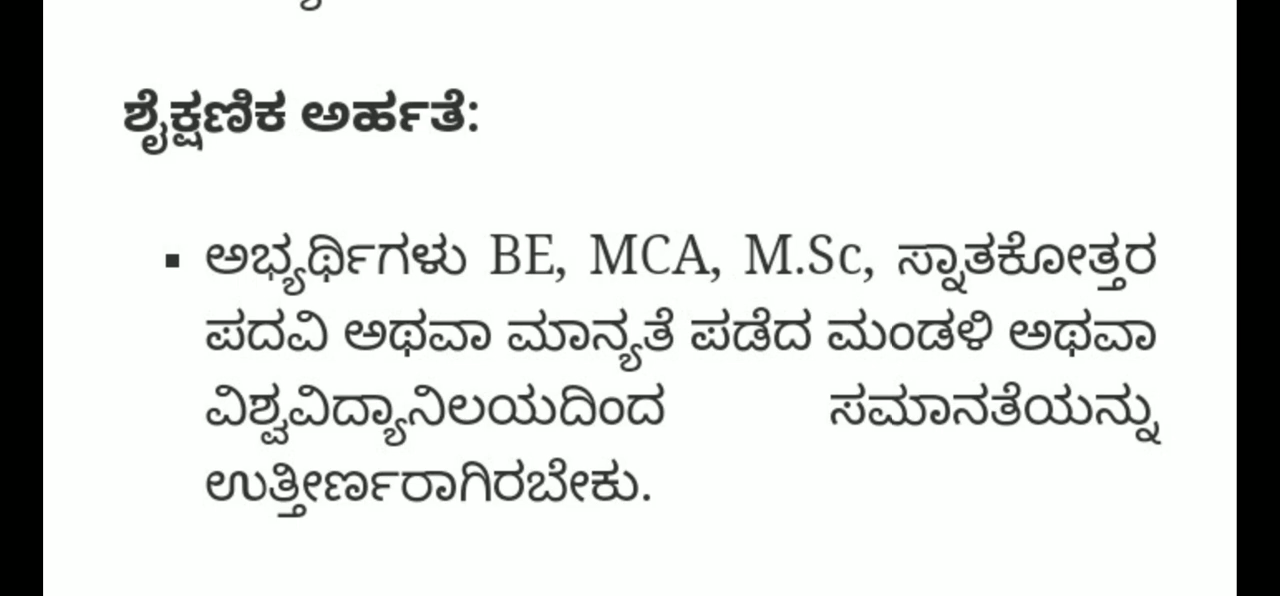 ಶೈಕ್ಷಣಿಕ ಅರ್ಹತೆ:
▪ ಅಭ್ಯರ್ಥಿಗಳು BE, MCA, M.Sc, ಸ್ನಾತಕೋತ್ತರ
ಪದವಿ ಅಥವಾ ಮಾನ್ಯತೆ ಪಡೆದ ಮಂಡಳಿ ಅಥವಾ
ವಿಶ್ವವಿದ್ಯಾನಿಲಯದಿಂದ ಸಮಾನತೆಯನ್ನು
ಉತ್ತೀರ್ಣರಾಗಿರಬೇಕು.